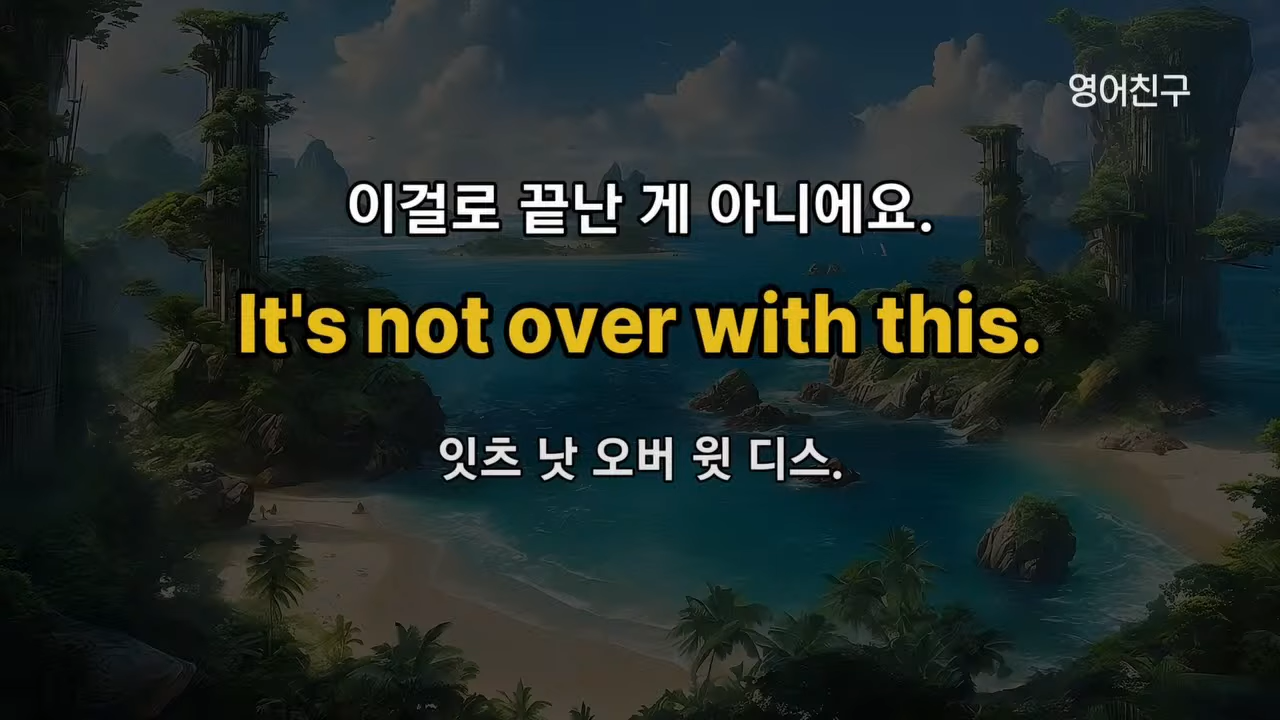 영어친구
이걸로 끝난 게 아니에요.
It's not over with this.
잇츠 낫 오버 윗 디스.